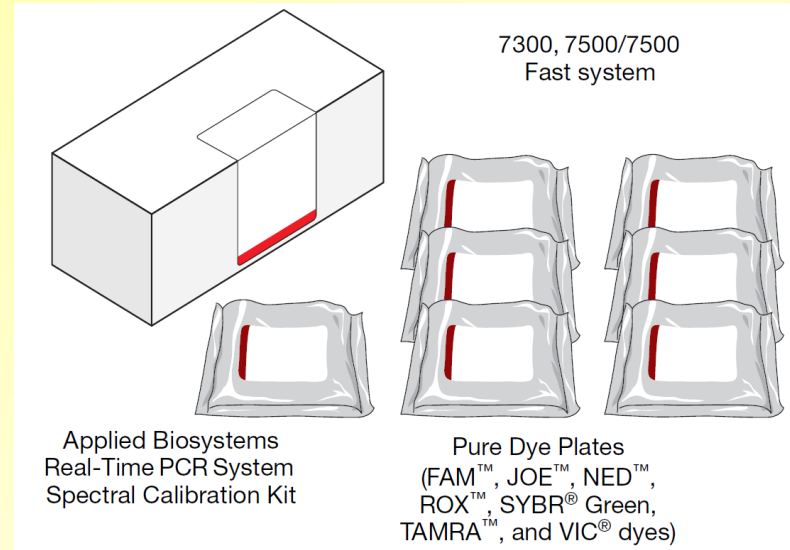 7300, 7500/7500
Fast system
Applied Biosystems
Real-Time PCR System
Spectral Calibration Kit
Pure Dye Plates
(FAM™, JOE™, NED™,
ROX™, SYBR® Green,
TAMRA™, and VIC® dyes)